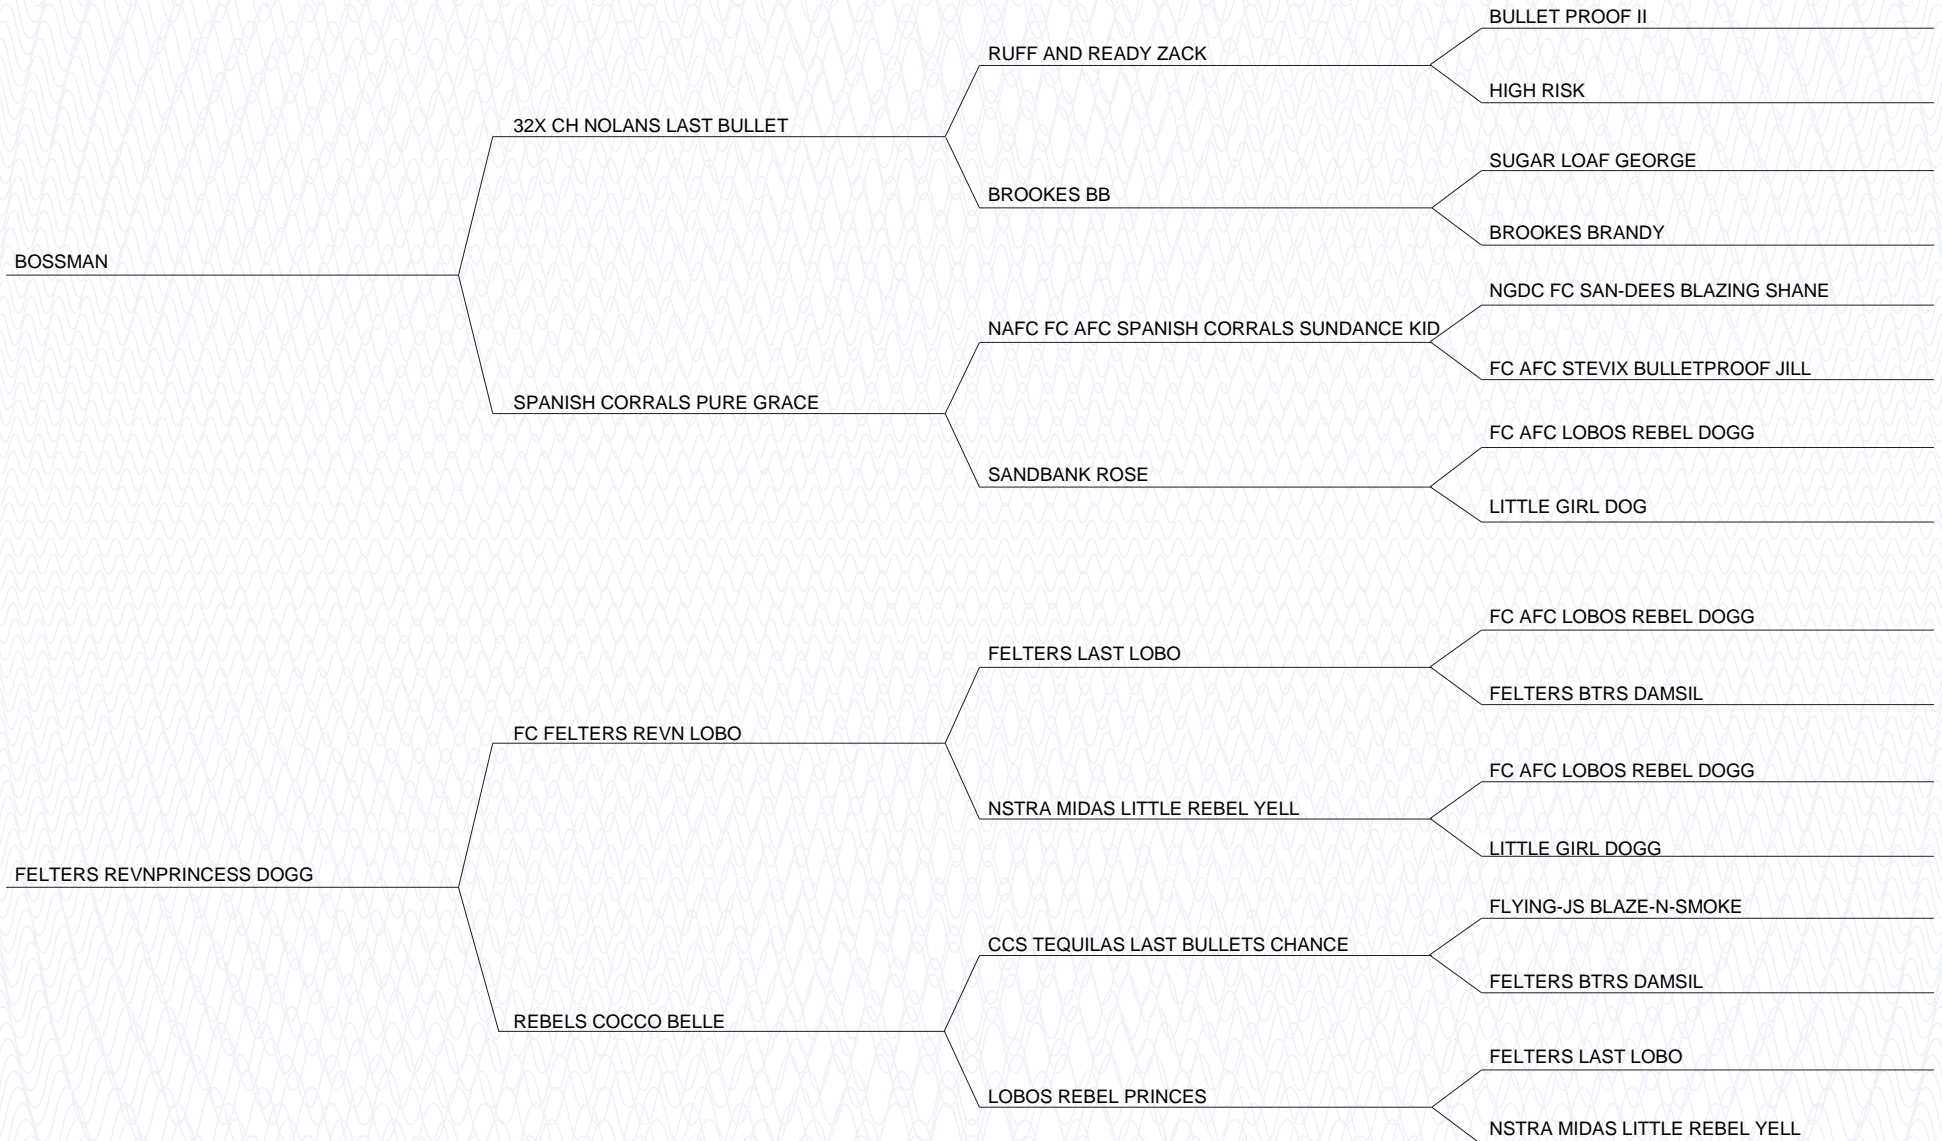 BULLET PROOF II
RUFF AND READY ZACK
HIGH RISK
32X CH NOLANS LAST BULLET
SUGAR LOAF GEORGE
BROOKES BB
BROOKES BRANDY
BOSSMAN
NGDC FC SAN-DEES BLAZING SHANE
NAFC FC AFC SPANISH CORRALS SUNDANCE KID
FC AFC STEVIX BULLETPROOF JILL
SPANISH CORRALS PURE GRACE
FC AFC LOBOS REBEL DOGG
SANDBANK ROSE
LITTLE GIRL DOG
FC AFC LOBOS REBEL DOGG
FELTERS LAST LOBO
FELTERS BTRS DAMSIL
FC FELTERS REVN LOBO
FC AFC LOBOS REBEL DOGG
NSTRA MIDAS LITTLE REBEL YELL
LITTLE GIRL DOGG
FELTERS REVNPRINCESS DOGG
FLYING-JS BLAZE-N-SMOKE
CCS TEQUILAS LAST BULLETS CHANCE
FELTERS BTRS DAMSIL
REBELS COCCO BELLE
FELTERS LAST LOBO
LOBOS REBEL PRINCES
NSTRA MIDAS LITTLE REBEL YELL